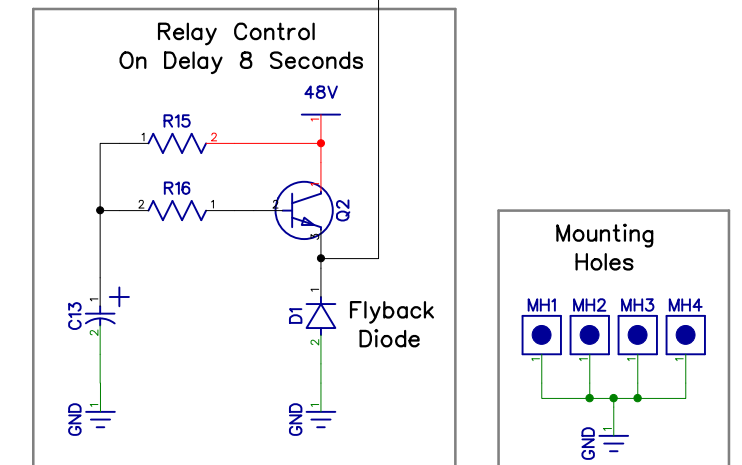 Relay Control
On Delay 8 Seconds
48V
1
R15
1 2
R16
2 1
2
1
3
Q2
1
C13
2
1
D1
2
Flyback
Diode
GND 1
GND 1
Mounting
Holes
MH1 MH2 MH3 MH4
1 1 1 1
GND 1